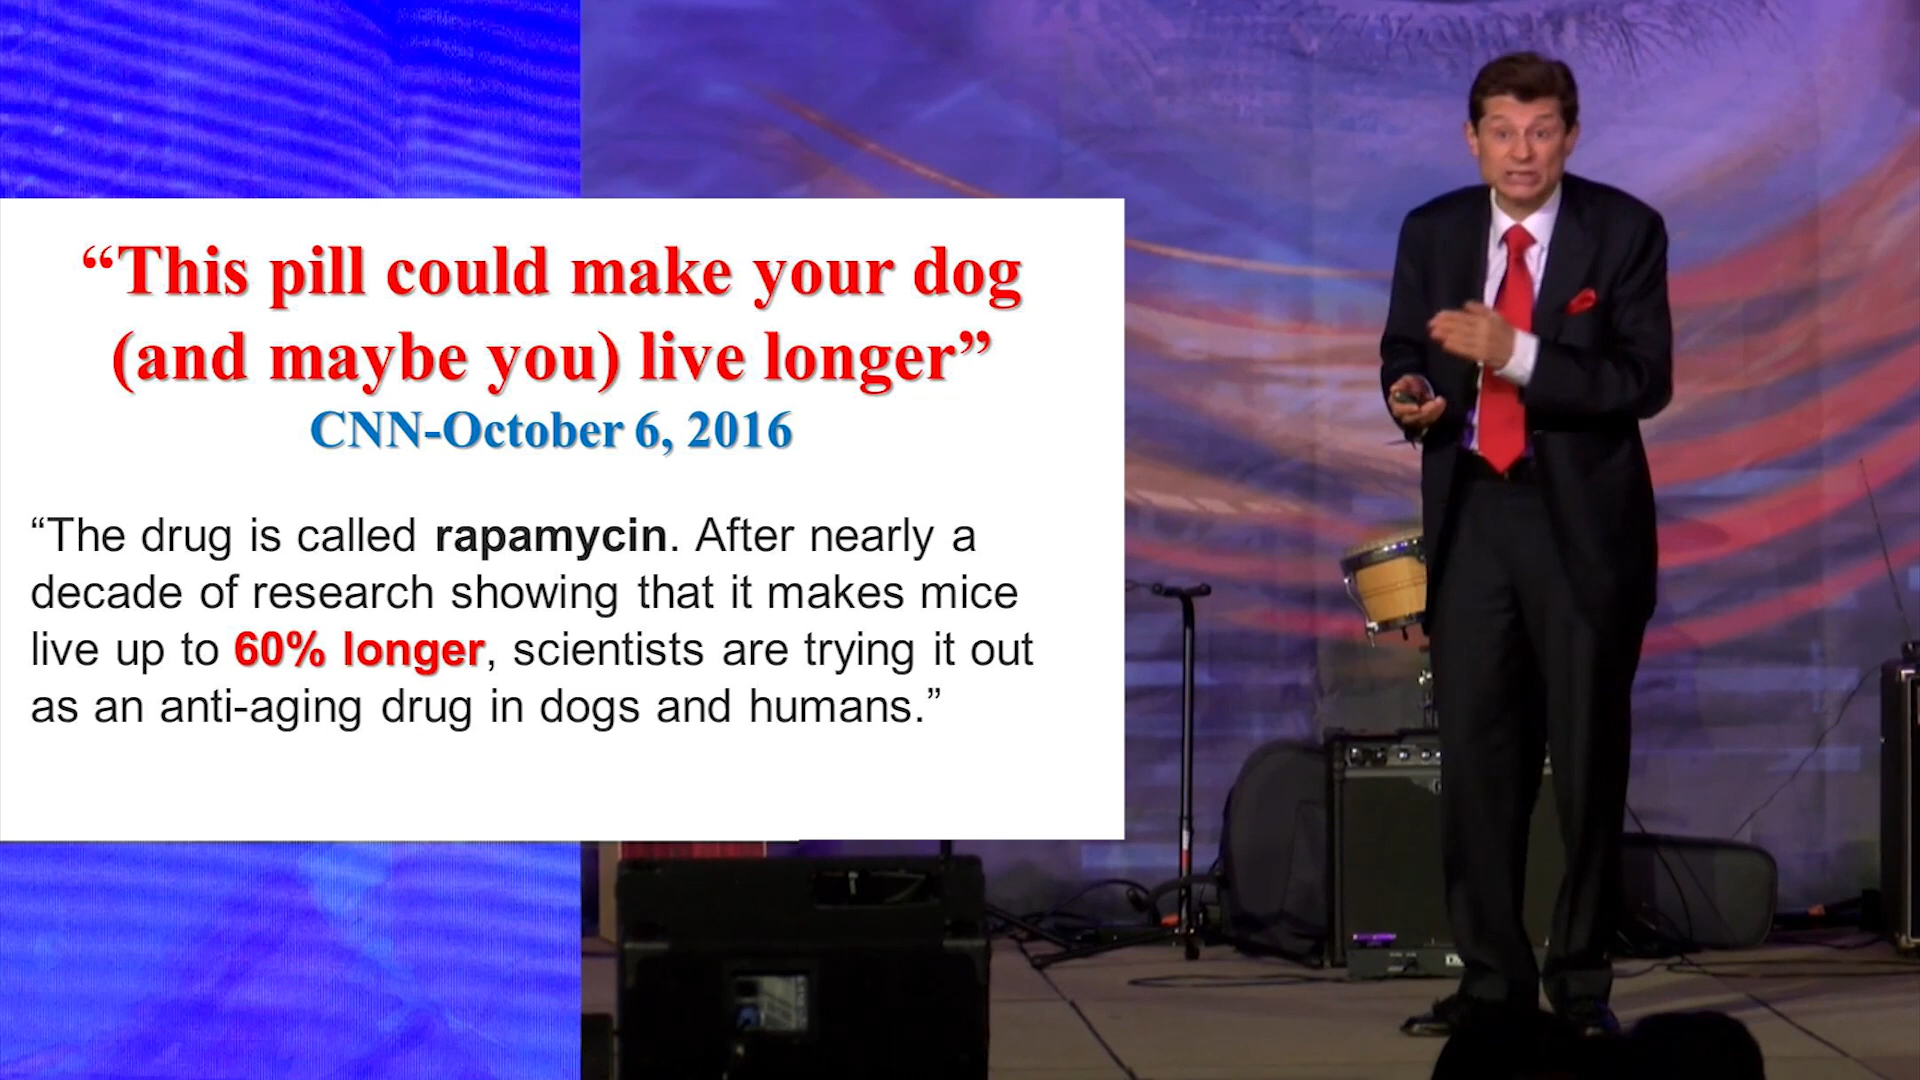 “This pill could make your dog
(and maybe you) live longer”
CNN-October 6, 2016
“The drug is called rapamycin. After nearly a
decade of research showing that it makes mice
live up to 60% longer, scientists are trying it out
as an anti-aging drug in dogs and humans.”